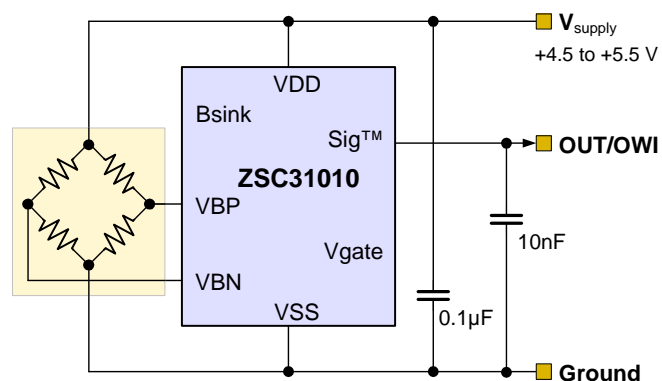 V supply
+4.5 to +5.5 V
VDD
Bsink
Sig™
OUT/OWI
ZSC31010
VBP
10nF
Vgate
VBN
VSS
0.1µF
Ground